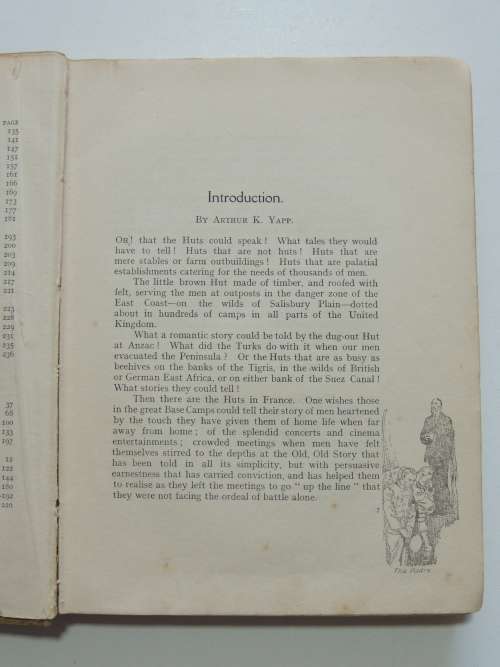 PAGE
135
141
147
151
157
161
166
169
173
177
181
193
200
203
209
214
227
221
223
228
229
231
235
236
37
68
100
133
197
12
122
144
180
192
220
Introduction.
BY ARTHUR K. YAPP.
OH! that the Huts could speak! What tales they would
have to tell! Huts that are not huts! Huts that are
mere stables or farm outbuildings! Huts that are palatial
establishments catering for the needs of thousands of men.
The little brown Hut made of timber, and roofed with
felt, serving the men at outposts in the danger zone of the
East Coast—on the wilds of Salisbury Plain—dotted
about in hundreds of camps in all parts of the United
Kingdom.
What a romantic story could be told by the dug-out Hut
at Anzac! What did the Turks do with it when our men
evacuated the Peninsula? Or the Huts that are as busy as
beehives on the banks of the Tigris, in the wilds of British
or German East Africa, or on either bank of the Suez Canal!
What stories they could tell!
Then there are the Huts in France. One wishes those
in the great Base Camps could tell their story of men heartened
by the touch they have given them of home life when far
away from home; of the splendid concerts and cinema
entertainments; crowded meetings when men have felt
themselves stirred to the depths at the Old, Old Story that
has been told in all its simplicity, but with persuasive
earnestness that has carried conviction, and has helped them
to realise as they left the meetings to go "up the line" that
they were not facing the ordeal of battle alone.
7
The Padre